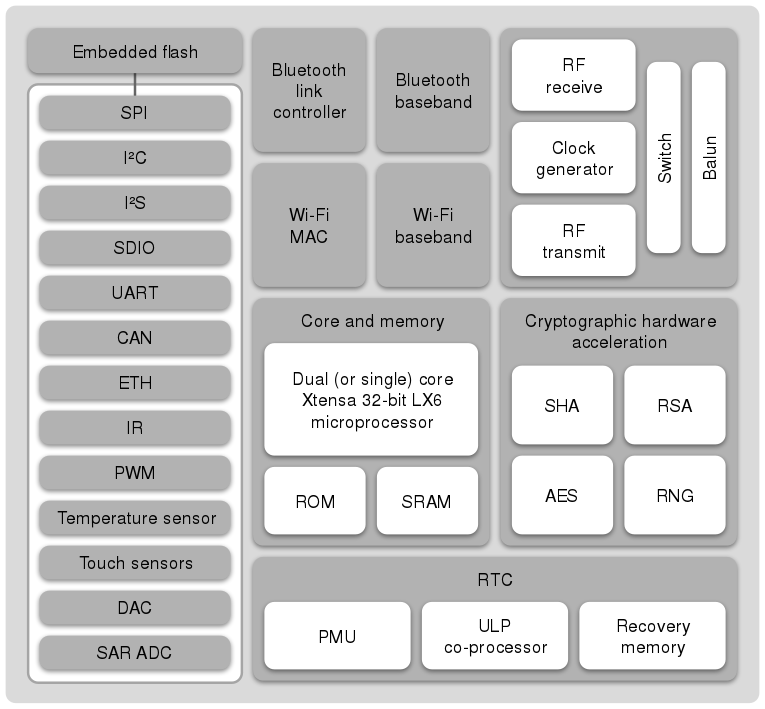 Embedded flash
SPI
I²C
I²S
SDIO
UART
CAN
ETH
IR
PWM
Temperature sensor
Touch sensors
DAC
SAR ADC
Bluetooth
link
controller
Bluetooth
baseband
Wi-Fi
MAC
Wi-Fi
baseband
RF
receive
Clock
generator
RF
transmit
Switch
Balun
Core and memory
Dual (or single) core
Xtensa 32-bit LX6
microprocessor
ROM
SRAM
Cryptographic hardware
acceleration
SHA
RSA
AES
RNG
RTC
PMU
ULP
co-processor
Recovery
memory